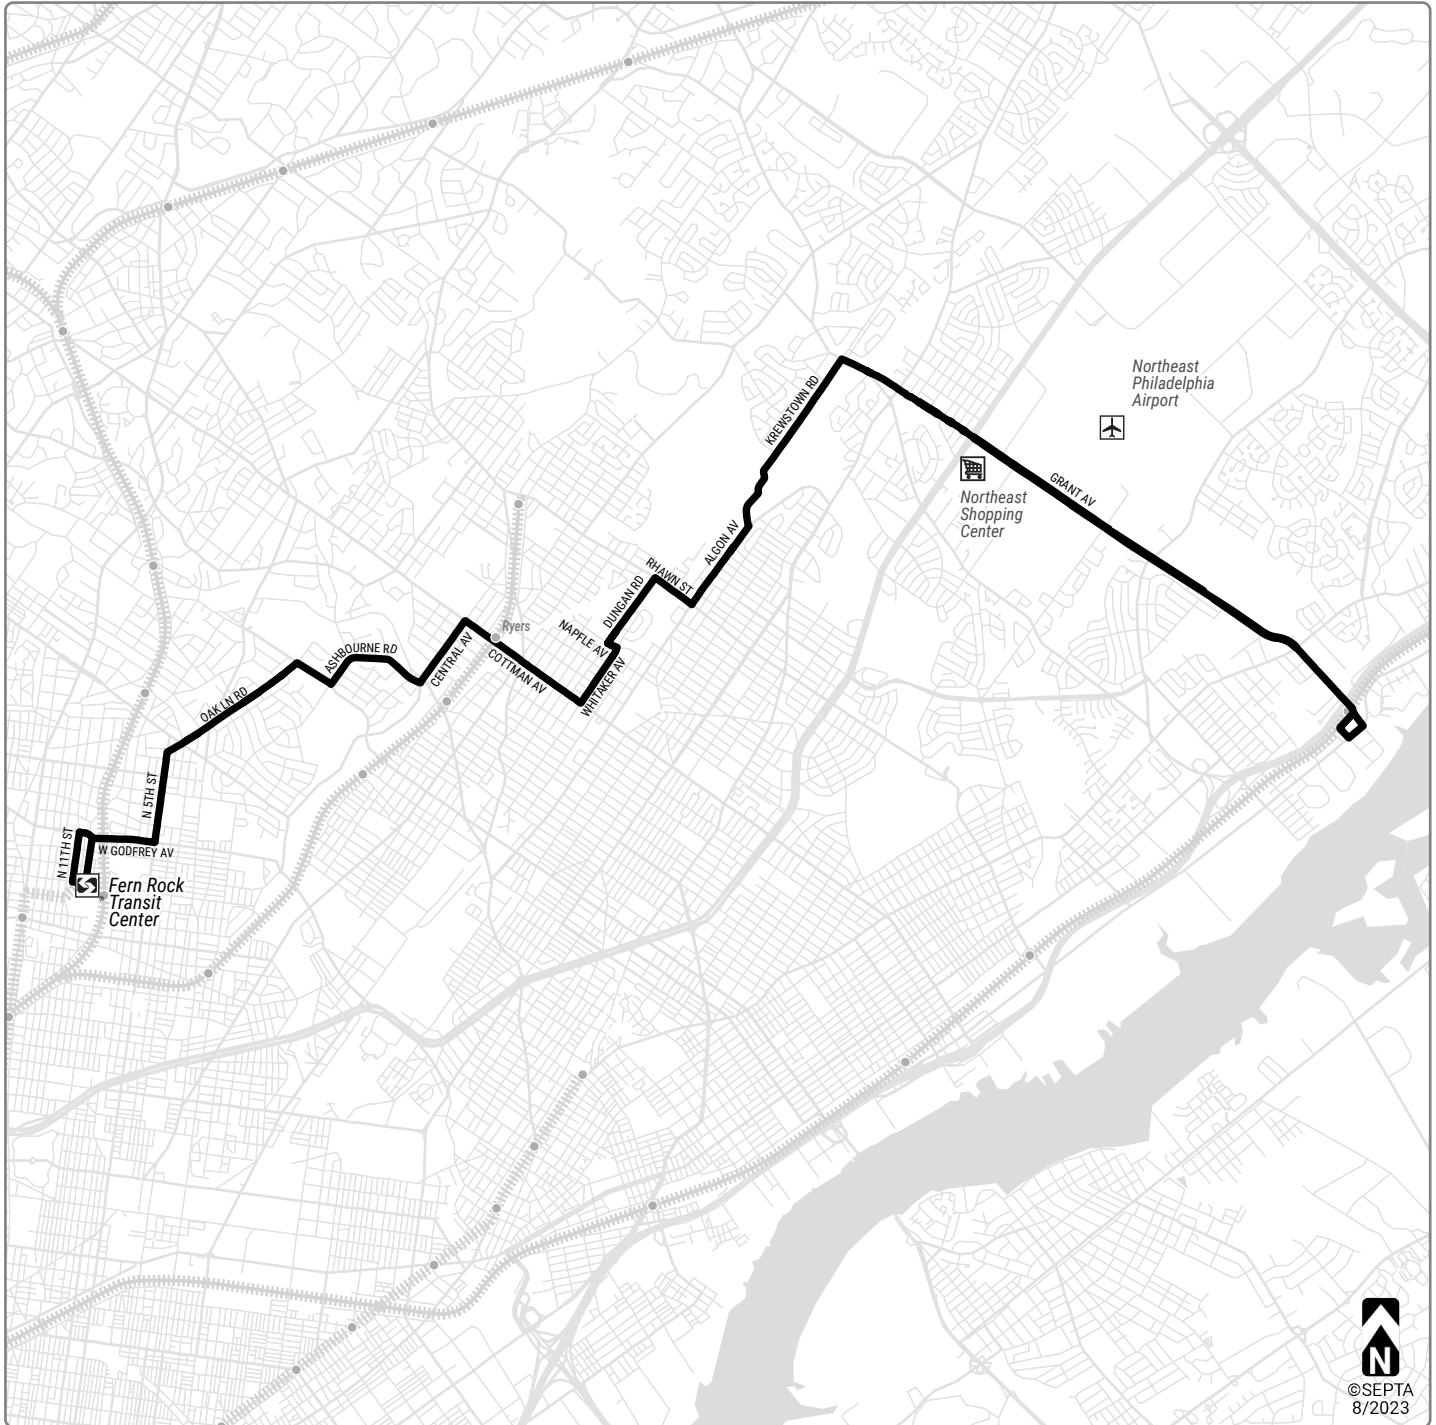 Northeast
Philadelphia
Airport
KREWSTOWN RD
GRANT AV
Northeast
Shopping
Center
ALGON AV
RHAWN ST
DUNGAN RD
NAPFLE AV
Ryers
WHITAKER AV
COTTMAN AV
CENTRAL AV
ASHBOURNE RD
OAK LN RD
N 5TH ST
N 11TH ST
W GODFREY AV
Fern Rock
Transit
Center
N
©SEPTA
8/2023